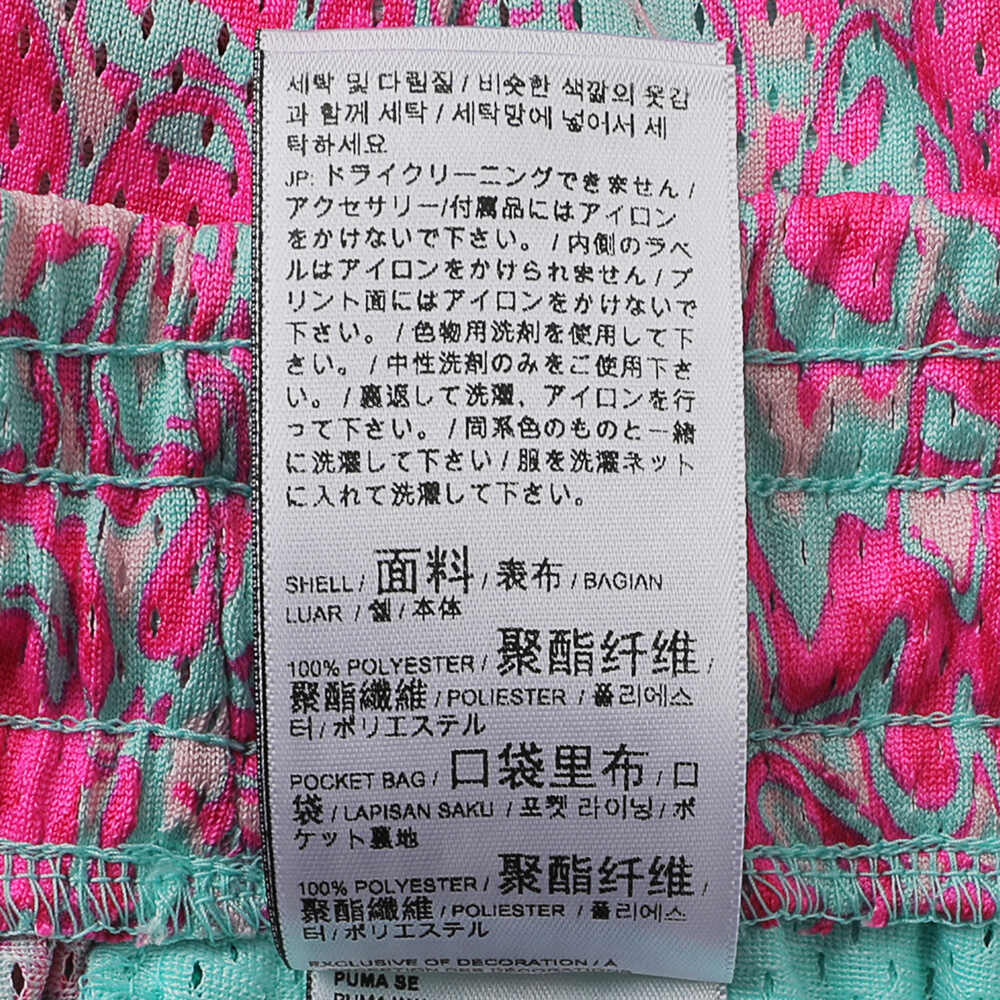 세탁 및 다림질 / 비슷한 색깔의 옷감
과 함께 세탁 / 세탁망에 넣어서 세
탁하세요
JP: ドライクリーニングできません /
アクセサリー/付属品にはアイロン
をかけないで下さい。 / 内側のラベ
ルはアイロンをかけられません / プ
リント面にはアイロンをかけないで
下さい。 / 色物用洗剤を使用して下
さい。 / 中性洗剤のみをご使用下さ
い。 / 裏返して洗濯、アイロンを行
って下さい。 / 同系色のものと一緒
に洗濯して下さい / 服を洗濯ネット
に入れて洗濯して下さい。
SHELL / 面料 / 表布 / BAGIAN
LUAR / 겉 / 本体
100% POLYESTER / 聚酯纤维 /
聚酯纖維 / POLIESTER / 폴리에스
터 / ポリエステル
POCKET BAG / 口袋里布 / 口
袋 / LAPISAN SAKU / 포켓 라이닝 / ポ
ケット裏地
100% POLYESTER / 聚酯纤维 /
聚酯纖維 / POLIESTER / 폴리에스
터 / ポリエステル
EXCLUSIVE OF DECORATION /
PUMA SE
PUMA